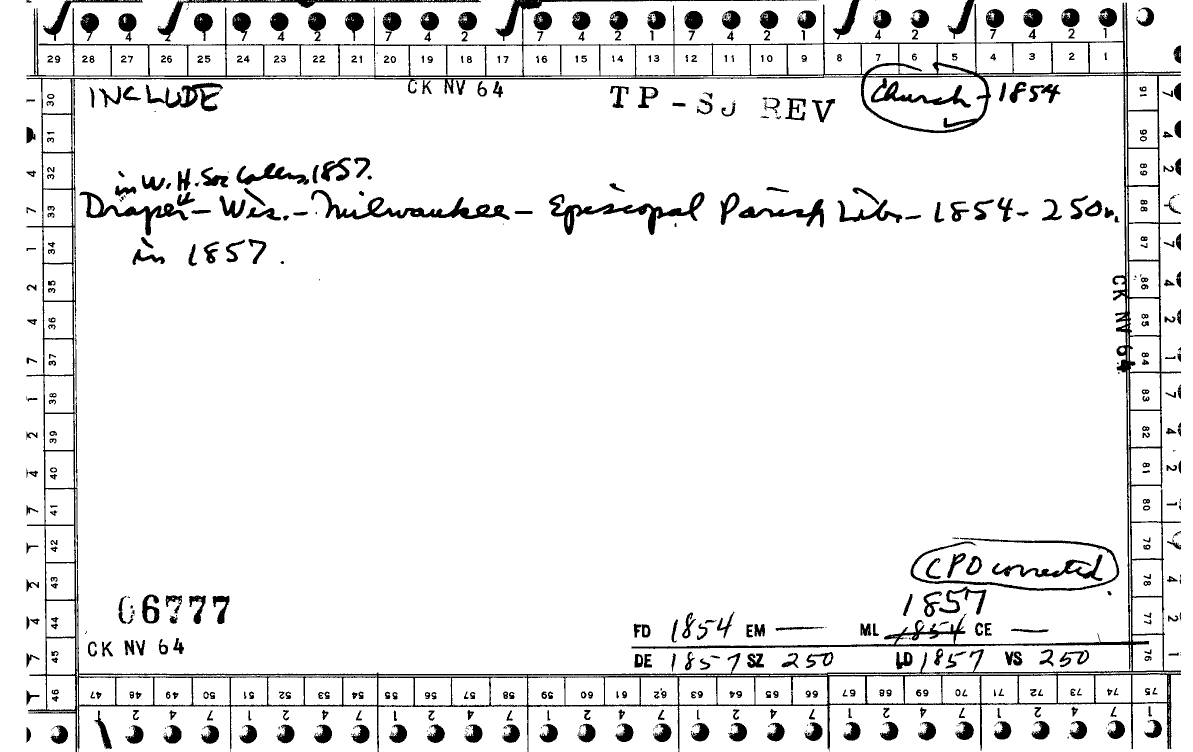 7 4 2 1 7 4 2 1 7 4 2 1 7 4 2 1 7 4 2 1 7 4 2 1 7 4 2 1
29 28 27 26 25 24 23 22 21 20 19 18 17 16 15 14 13 12 11 10 9 8 7 6 5 4 3 2 1
INCLUDE CK NV 64 TP - SJ REV Church - 1854
in W. H. Soc Collens, 1857.
Draper" - Wis. - Milwaukee - Episcopal Parish Libr. - 1854 - 250v.
in 1857.
CK NV 64
CPO corrected
06777
1857
FD 1854 EM — ML 1854 CE —
CK NV 64
DE 1857 SZ 250 LD 1857 VS 250
30 31 32 33 34 35 36 37 38 39 40 41 42 43 44 45 46
91 90 89 88 87 86 85 84 83 82 81 80 79 78 77 76
47 48 49 50 51 52 53 54 55 56 57 58 59 60 61 62 63 64 65 66 67 68 69 70 71 72 73 74 75
1 2 4 7 1 2 4 7 1 2 4 7 1 2 4 7 1 2 4 7 1 2 4 7 1 2 4 7 1